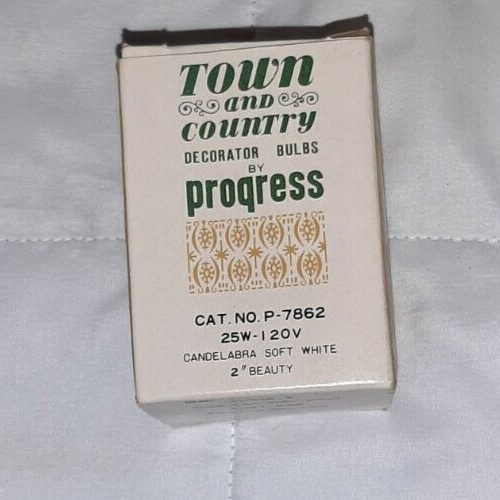 TOWN
AND
COUNTRY
DECORATOR BULBS
BY
progress
CAT. NO. P-7862
25W-120V
CANDELABRA SOFT WHITE
2" BEAUTY